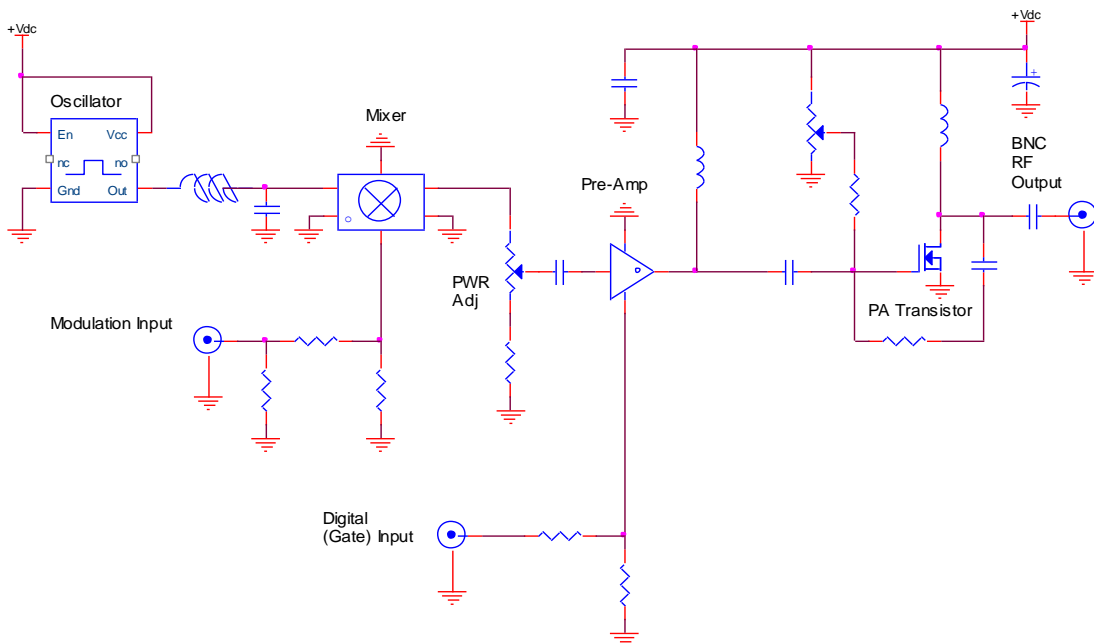 +Vdc
Oscillator
En
Vcc
nc
no
Gnd
Out
Mixer
PWR
Adj
Modulation Input
Digital
(Gate) Input
Pre-Amp
+Vdc
+
BNC
RF
Output
PA Transistor